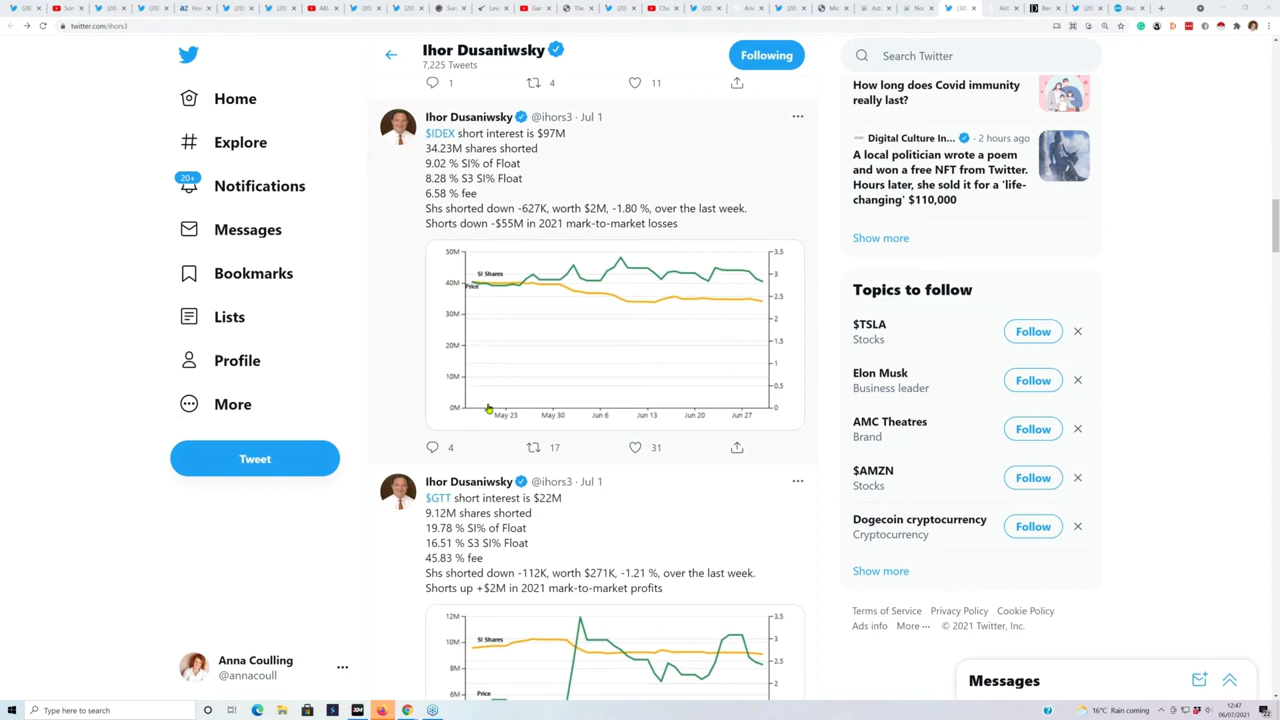 twitter.com/ihors3
Ihor Dusaniwsky
7,225 Tweets
Following
Search Twitter
Home
Explore
20+
Notifications
Messages
Bookmarks
Lists
Profile
More
Tweet
Anna Coulling
@annacoull
1
4
11
Ihor Dusaniwsky @ihors3 · Jul 1
$IDEX short interest is $97M
34.23M shares shorted
9.02 % SI% of Float
8.28 % S3 SI% Float
6.58 % fee
Shs shorted down -627K, worth $2M, -1.80 %, over the last week.
Shorts down -$55M in 2021 mark-to-market losses
50M
40M
30M
20M
10M
0M
SI Shares
Price
3.5
3
2.5
2
1.5
1
0.5
0
May 23
May 30
Jun 6
Jun 13
Jun 20
Jun 27
4
17
31
Ihor Dusaniwsky @ihors3 · Jul 1
$GTT short interest is $22M
9.12M shares shorted
19.78 % SI% of Float
16.51 % S3 SI% Float
45.83 % fee
Shs shorted down -112K, worth $271K, -1.21 %, over the last week.
Shorts up +$2M in 2021 mark-to-market profits
12M
10M
8M
6M
SI Shares
Price
3.5
3
2.5
2
How long does Covid immunity
really last?
Digital Culture In... · 2 hours ago
A local politician wrote a poem
and won a free NFT from Twitter.
Hours later, she sold it for a 'life-
changing' $110,000
Show more
Topics to follow
$TSLA
Stocks
Follow
Elon Musk
Business leader
Follow
AMC Theatres
Brand
Follow
$AMZN
Stocks
Follow
Dogecoin cryptocurrency
Cryptocurrency
Follow
Show more
Terms of Service Privacy Policy Cookie Policy
Ads info More ··· © 2021 Twitter, Inc.
Messages
Type here to search
16°C Rain coming
12:47
06/07/2021